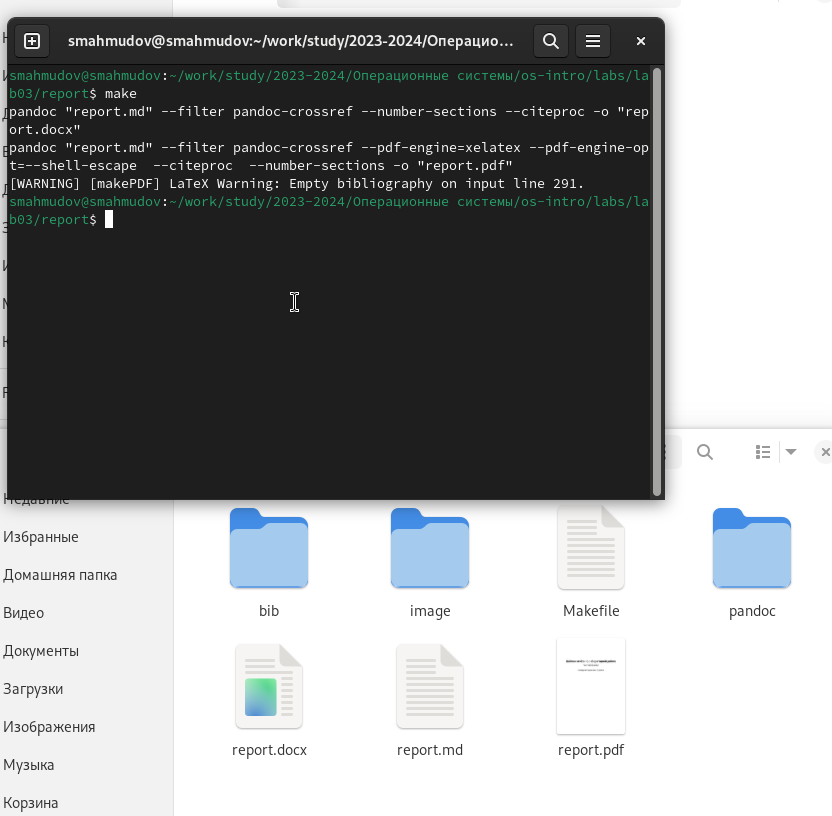 smahmudov@smahmudov:~/work/study/2023-2024/Операцио...
smahmudov@smahmudov:~/work/study/2023-2024/Операционные системы/os-intro/labs/la
b03/report$ make
pandoc "report.md" --filter pandoc-crossref --number-sections --citeproc -o "rep
ort.docx"
pandoc "report.md" --filter pandoc-crossref --pdf-engine=xelatex --pdf-engine-op
t=--shell-escape  --citeproc  --number-sections -o "report.pdf"
[WARNING] [makePDF] LaTeX Warning: Empty bibliography on input line 291.
smahmudov@smahmudov:~/work/study/2023-2024/Операционные системы/os-intro/labs/la
b03/report$
Недавние
Избранные
Домашняя папка
Видео
Документы
Загрузки
Изображения
Музыка
Корзина
bib
image
Makefile
pandoc
report.docx
report.md
report.pdf